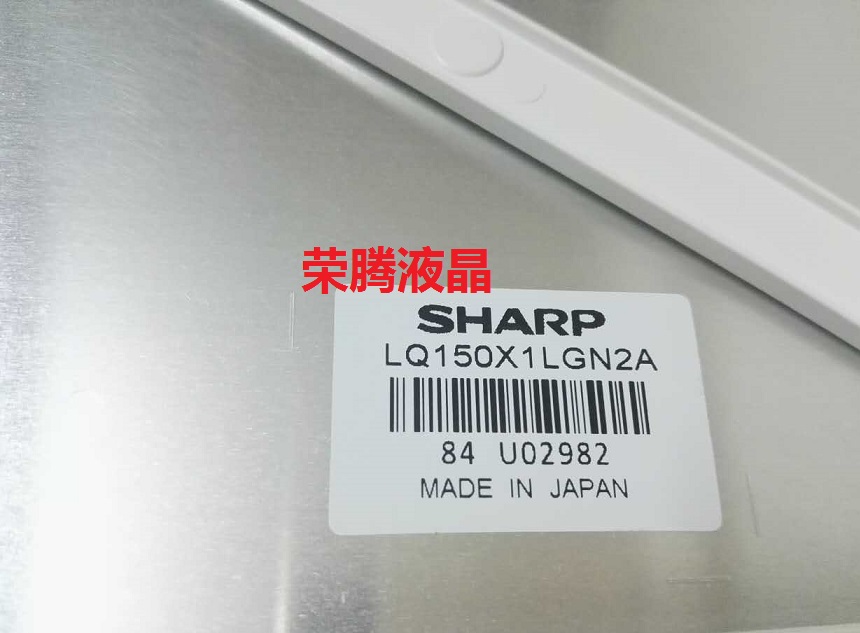 荣腾液晶
SHARP
LQ150X1LGN2A
84 U02982
MADE IN JAPAN